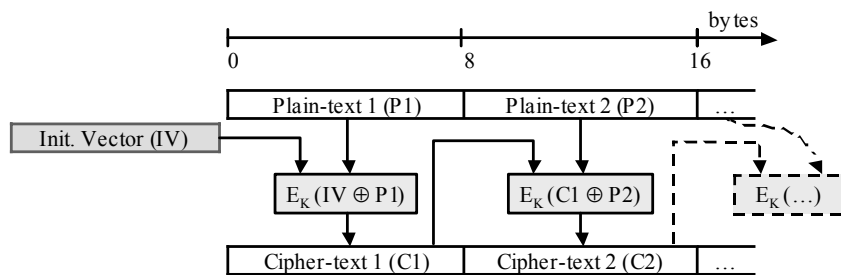 bytes
0 8 16
Plain-text 1 (P1) Plain-text 2 (P2) ...
Init. Vector (IV)
E_K (IV ⊕ P1) E_K (C1 ⊕ P2) E_K (...)
Cipher-text 1 (C1) Cipher-text 2 (C2) ...